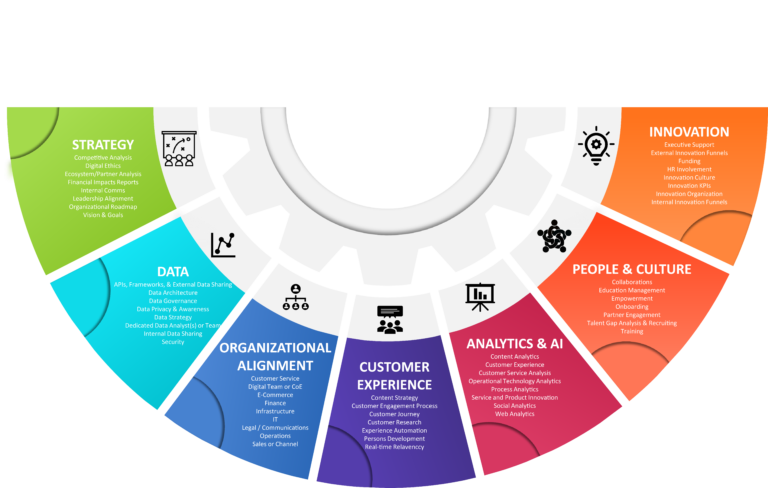 STRATEGY
Competitive Analysis
Digital Ethics
Ecosystem/Partner Analysis
Financial Impacts Reports
Internal Comms
Leadership Alignment
Organizational Roadmap
Vision & Goals
DATA
APIs, Frameworks, & External Data Sharing
Data Architecture
Data Governance
Data Privacy & Awareness
Data Strategy
Dedicated Data Analyst(s) or Team
Internal Data Sharing
Security
ORGANIZATIONAL
ALIGNMENT
Customer Service
Digital Team or CoE
E-Commerce
Finance
Infrastructure
IT
Legal / Communications
Operations
Sales or Channel
CUSTOMER
EXPERIENCE
Content Strategy
Customer Engagement Process
Customer Journey
Customer Research
Experience Automation
Persons Development
Real-time Relavenccy
ANALYTICS & AI
Content Analytics
Customer Experience
Customer Service Analysis
Operational Technology Analytics
Process Analytics
Service and Product Innovation
Social Analytics
Web Analytics
PEOPLE & CULTURE
Collaborations
Education Management
Empowerment
Onboarding
Partner Engagement
Talent Gap Analysis & Recruiting
Training
INNOVATION
Executive Support
External Innovation Funnels
Funding
HR Involvement
Innovation Culture
Innovation KPIs
Innovation Organization
Internal Innovation Funnels